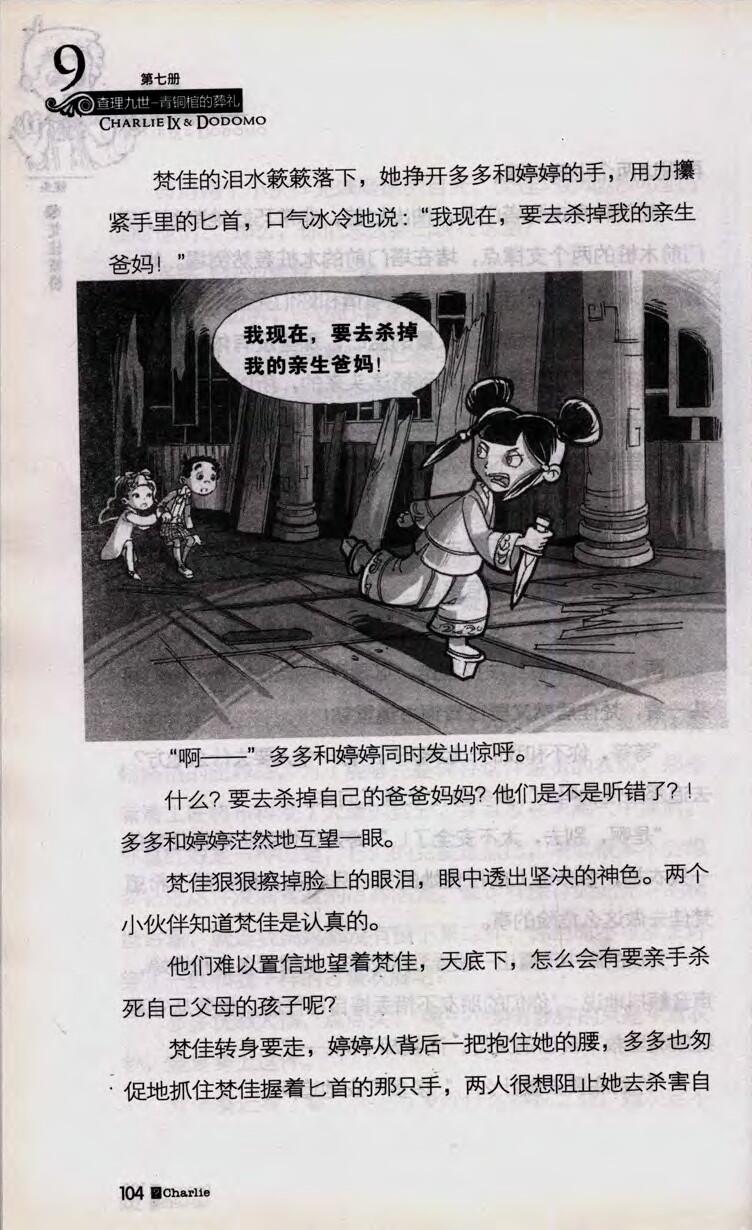 9
第七册
查理九世-青铜棺的葬礼
CHARLIE IX & DODOMO
梵佳的泪水簌簌落下，她挣开多多和婷婷的手，用力攥
紧手里的匕首，口气冰冷地说：“我现在，要去杀掉我的亲生
爸妈！”
我现在，要去杀掉
我的亲生爸妈！
“啊——”多多和婷婷同时发出惊呼。
什么？要去杀掉自己的爸爸妈妈？他们是不是听错了？！
多多和婷婷茫然地互望一眼。
梵佳狠狠擦掉脸上的眼泪，眼中透出坚决的神色。两个
小伙伴知道梵佳是认真的。
他们难以置信地望着梵佳，天底下，怎么会有要亲手杀
死自己父母的孩子呢？
梵佳转身要走，婷婷从背后一把抱住她的腰，多多也匆
促地抓住梵佳握着匕首的那只手，两人很想阻止她去杀害自
104 Charlie